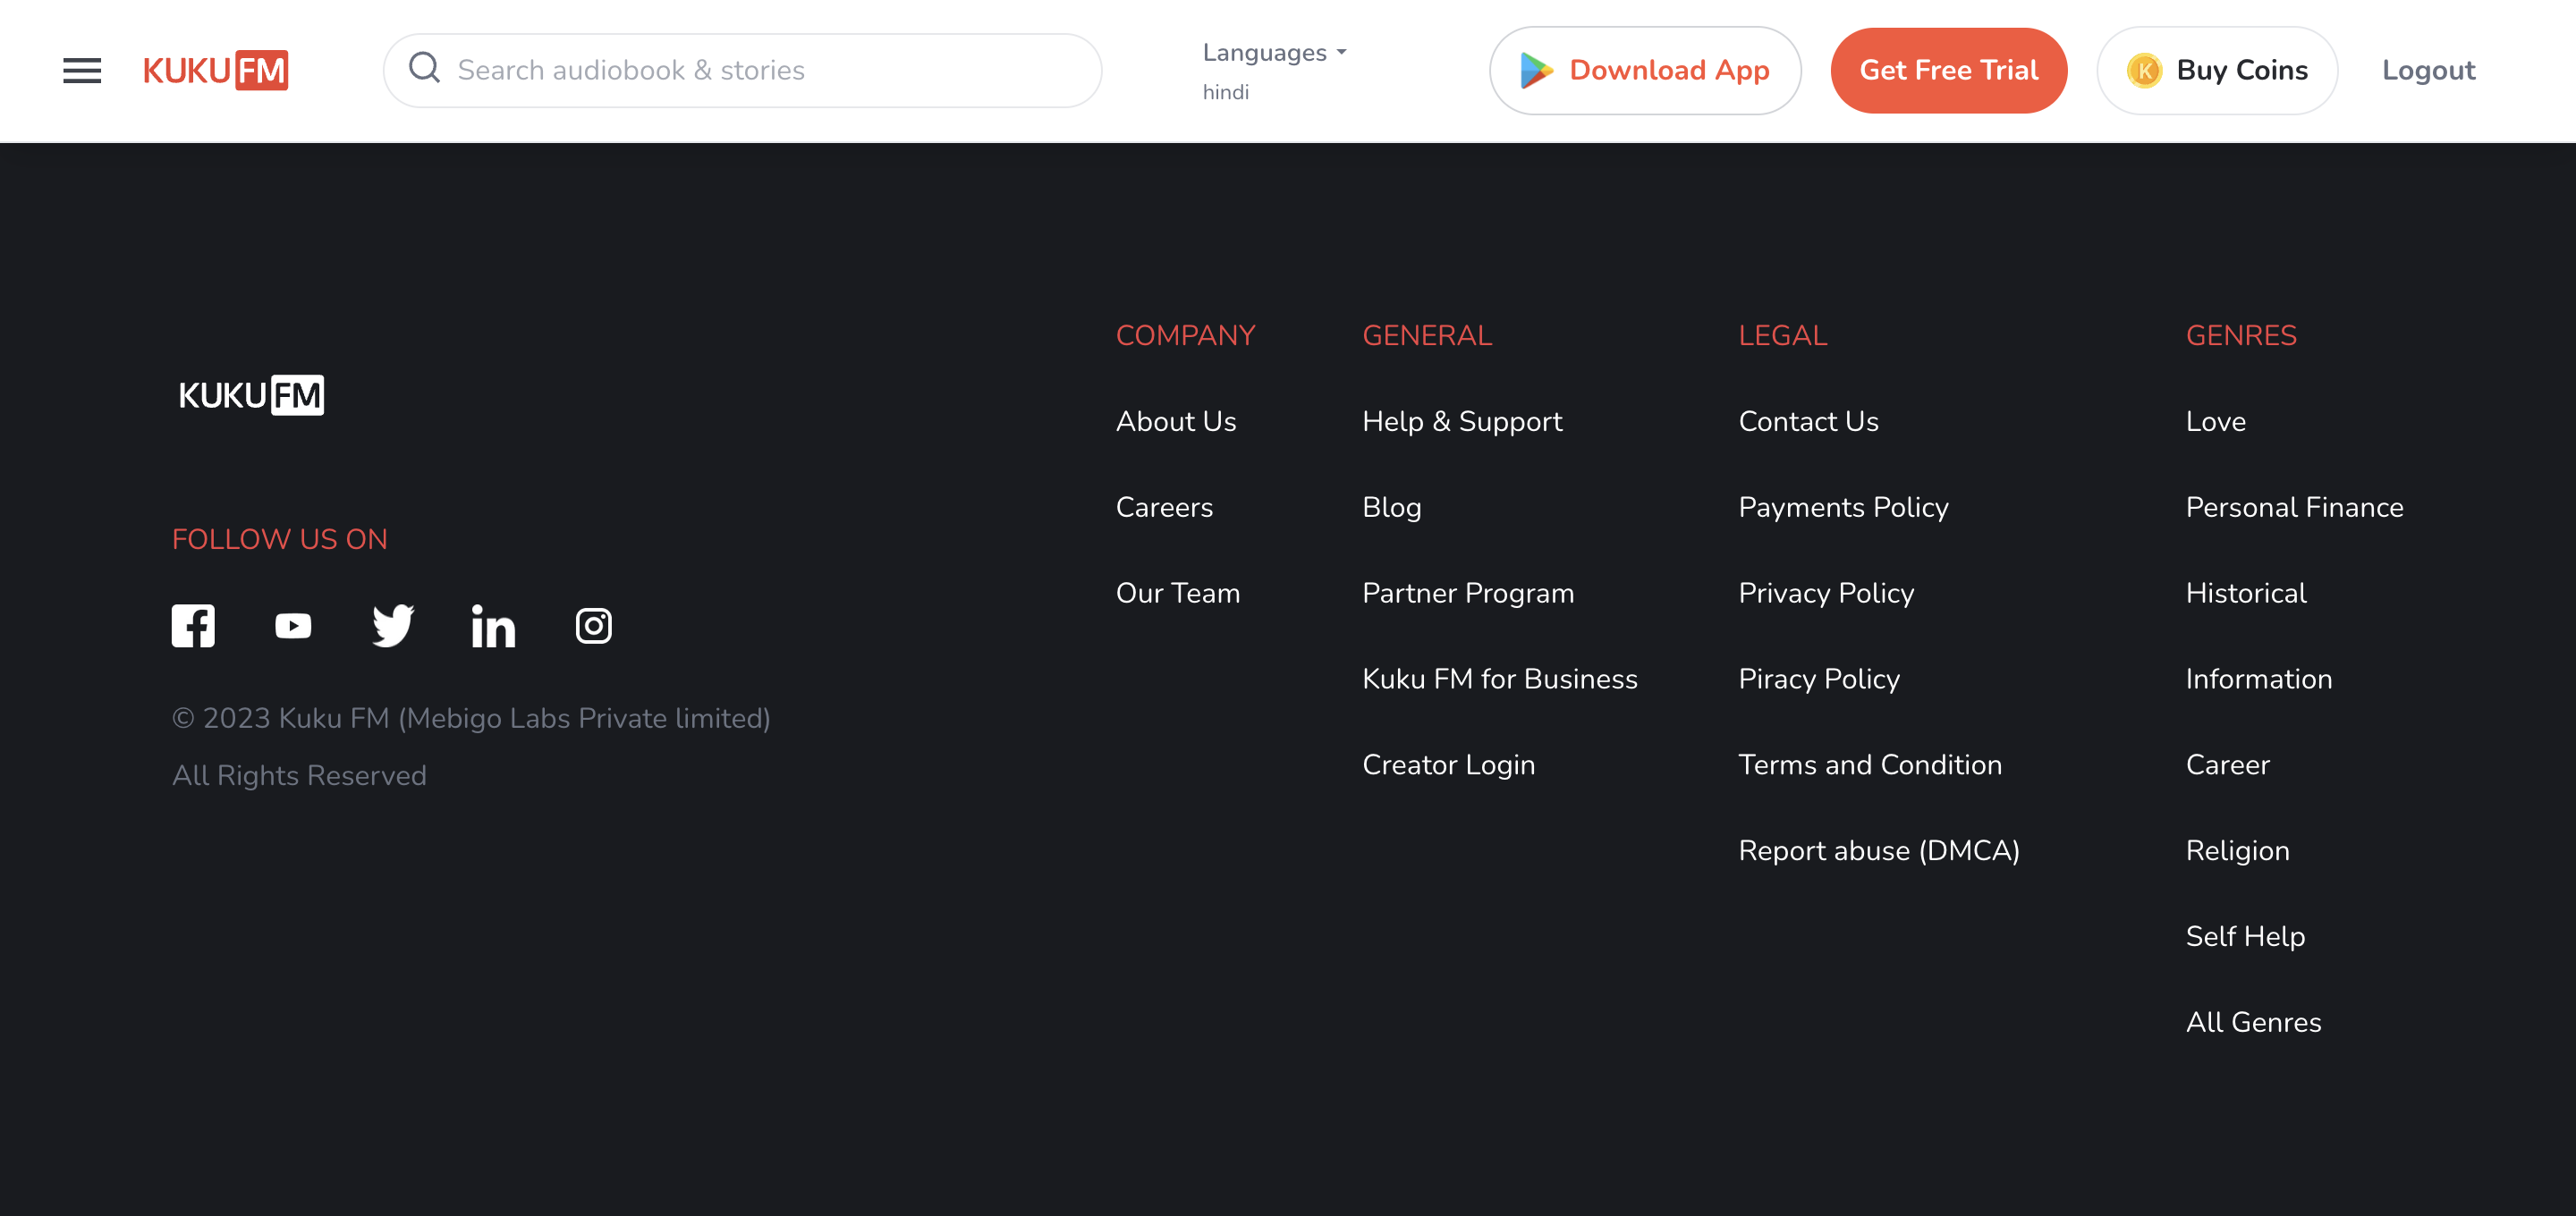 KUKU FM
Search audiobook & stories
Languages
hindi
Download App
Get Free Trial
K
Buy Coins
Logout
KUKU FM
FOLLOW US ON
© 2023 Kuku FM (Mebigo Labs Private limited)
All Rights Reserved
COMPANY
About Us
Careers
Our Team
GENERAL
Help & Support
Blog
Partner Program
Kuku FM for Business
Creator Login
LEGAL
Contact Us
Payments Policy
Privacy Policy
Piracy Policy
Terms and Condition
Report abuse (DMCA)
GENRES
Love
Personal Finance
Historical
Information
Career
Religion
Self Help
All Genres